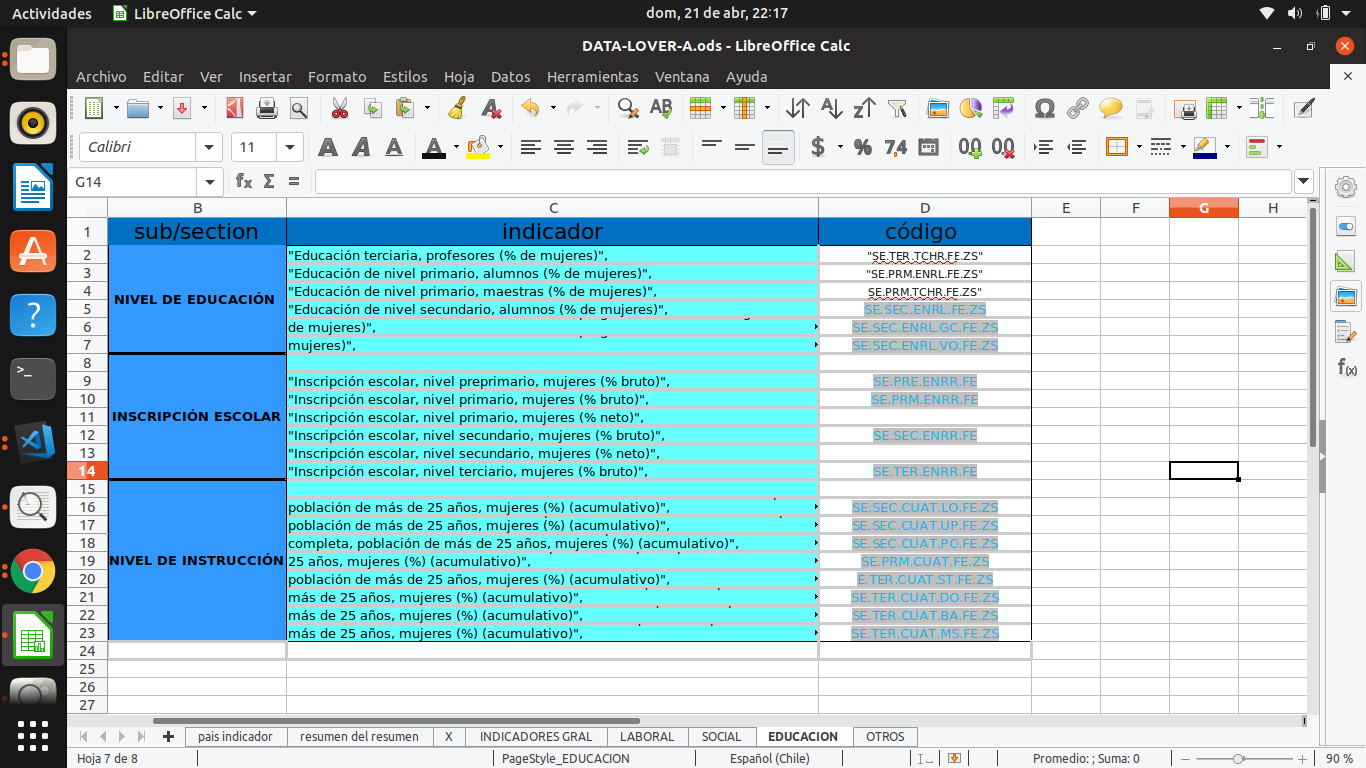 Actividades LibreOffice Calc dom, 21 de abr, 22:17
DATA-LOVER-A.ods - LibreOffice Calc
Archivo Editar Ver Insertar Formato Estilos Hoja Datos Herramientas Ventana Ayuda
Calibri 11
G14
B C D E F G H
1 sub/section indicador código
2 "Educación terciaria, profesores (% de mujeres)", "SE.TER.TCHR.FE.ZS"
3 "Educación de nivel primario, alumnos (% de mujeres)", "SE.PRM.ENRL.FE.ZS"
4 NIVEL DE EDUCACIÓN "Educación de nivel primario, maestras (% de mujeres)", SE.PRM.TCHR.FE.ZS"
5 "Educación de nivel secundario, alumnos (% de mujeres)", SE.SEC.ENRL.FE.ZS
6 de mujeres)", SE.SEC.ENRL.GC.FE.ZS
7 mujeres)", SE.SEC.ENRL.VO.FE.ZS
8
9 "Inscripción escolar, nivel preprimario, mujeres (% bruto)", SE.PRE.ENRR.FE
10 "Inscripción escolar, nivel primario, mujeres (% bruto)", SE.PRM.ENRR.FE
11 INSCRIPCIÓN ESCOLAR "Inscripción escolar, nivel primario, mujeres (% neto)",
12 "Inscripción escolar, nivel secundario, mujeres (% bruto)", SE.SEC.ENRR.FE
13 "Inscripción escolar, nivel secundario, mujeres (% neto)",
14 "Inscripción escolar, nivel terciario, mujeres (% bruto)", SE.TER.ENRR.FE
15
16 población de más de 25 años, mujeres (%) (acumulativo)", SE.SEC.CUAT.LO.FE.ZS
17 población de más de 25 años, mujeres (%) (acumulativo)", SE.SEC.CUAT.UP.FE.ZS
18 completa, población de más de 25 años, mujeres (%) (acumulativo)", SE.SEC.CUAT.PO.FE.ZS
19 NIVEL DE INSTRUCCIÓN 25 años, mujeres (%) (acumulativo)", SE.PRM.CUAT.FE.ZS
20 población de más de 25 años, mujeres (%) (acumulativo)", E.TER.CUAT.ST.FE.ZS
21 más de 25 años, mujeres (%) (acumulativo)", SE.TER.CUAT.DO.FE.ZS
22 más de 25 años, mujeres (%) (acumulativo)", SE.TER.CUAT.BA.FE.ZS
23 más de 25 años, mujeres (%) (acumulativo)", SE.TER.CUAT.MS.FE.ZS
24
25
26
27
pais indicador resumen del resumen X INDICADORES GRAL LABORAL SOCIAL EDUCACION OTROS
Hoja 7 de 8 PageStyle_EDUCACION Español (Chile) Promedio: ; Suma: 0 90 %